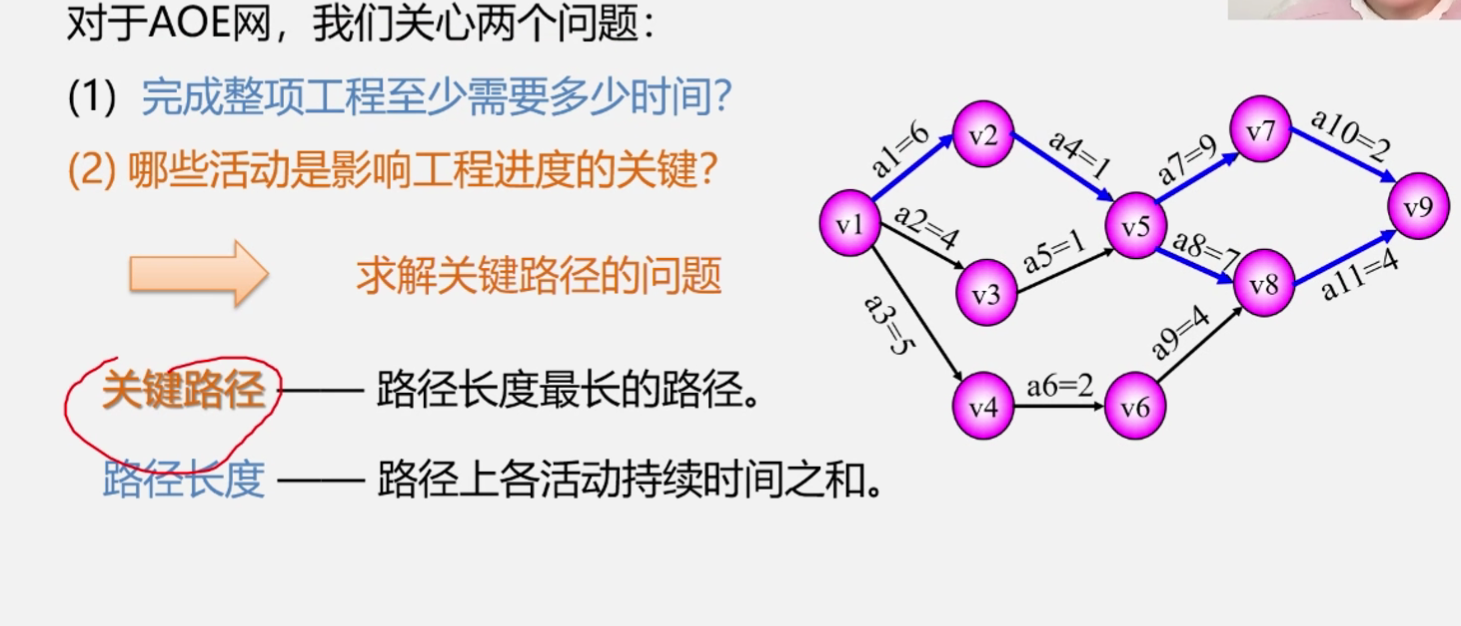 对于AOE网，我们关心两个问题：
(1) 完成整项工程至少需要多少时间？
(2) 哪些活动是影响工程进度的关键？
求解关键路径的问题
关键路径 —— 路径长度最长的路径。
路径长度 —— 路径上各活动持续时间之和。
v1
v2
v3
v4
v5
v6
v7
v8
v9
a1=6
a2=4
a3=5
a4=1
a5=1
a6=2
a7=9
a8=7
a9=4
a10=2
a11=4